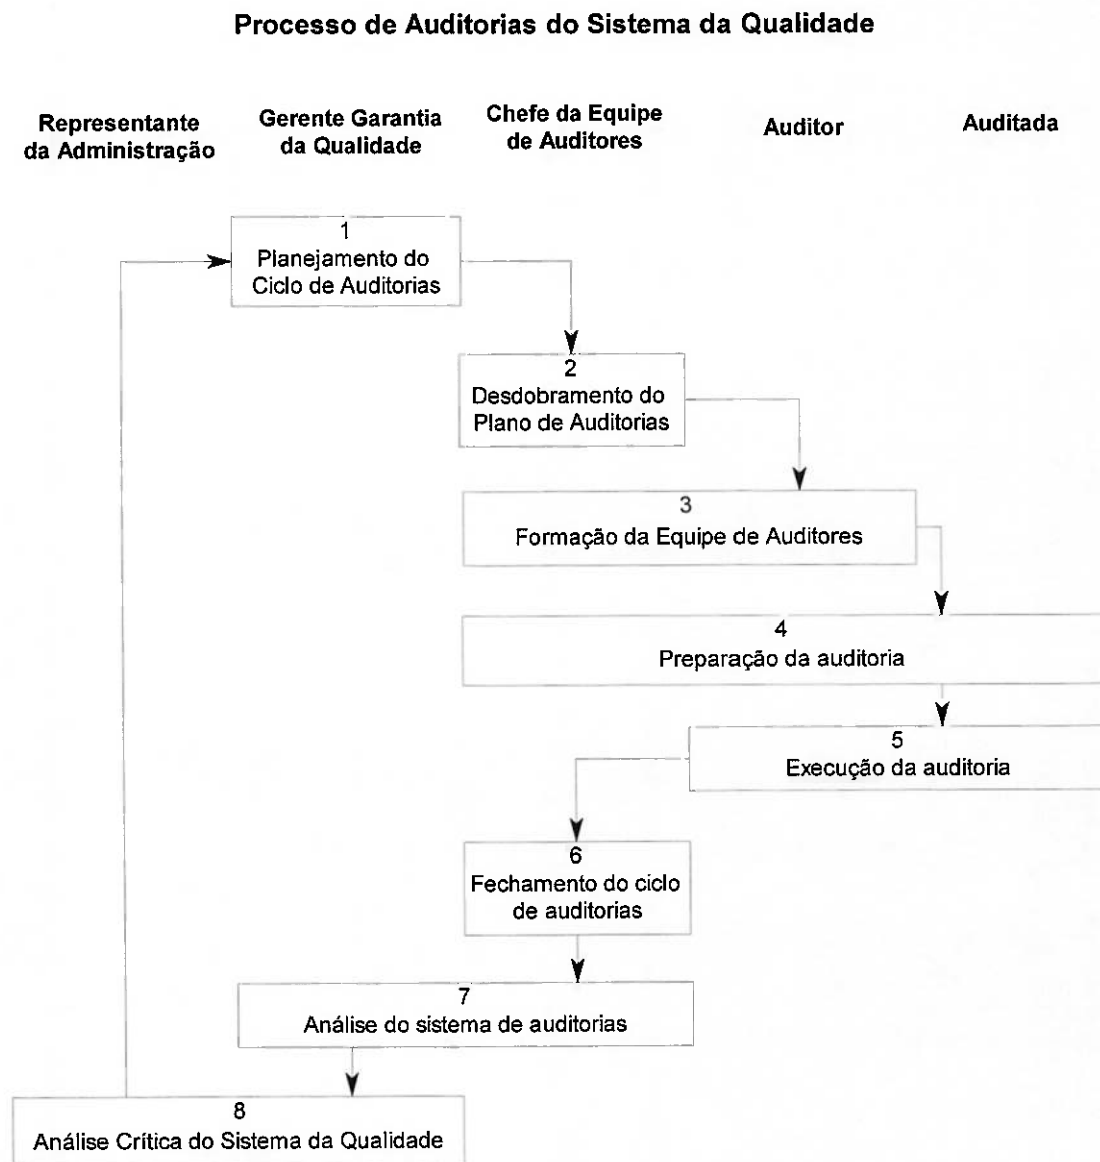 Processo de Auditorias do Sistema da Qualidade
Representante
da Administração
Gerente Garantia
da Qualidade
Chefe da Equipe
de Auditores
Auditor
Auditada
1
Planejamento do
Ciclo de Auditorias
2
Desdobramento do
Plano de Auditorias
3
Formação da Equipe de Auditores
4
Preparação da auditoria
5
Execução da auditoria
6
Fechamento do ciclo
de auditorias
7
Análise do sistema de auditorias
8
Análise Crítica do Sistema da Qualidade